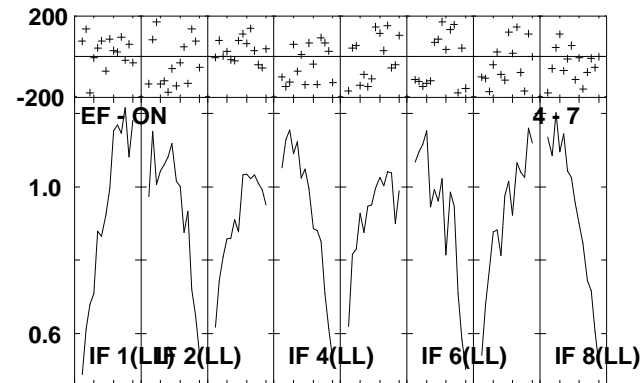 200
-200
EF - ON 4 - 7
1.0
0.6
IF 1(LL) IF 2(LL) IF 4(LL) IF 6(LL) IF 8(LL)